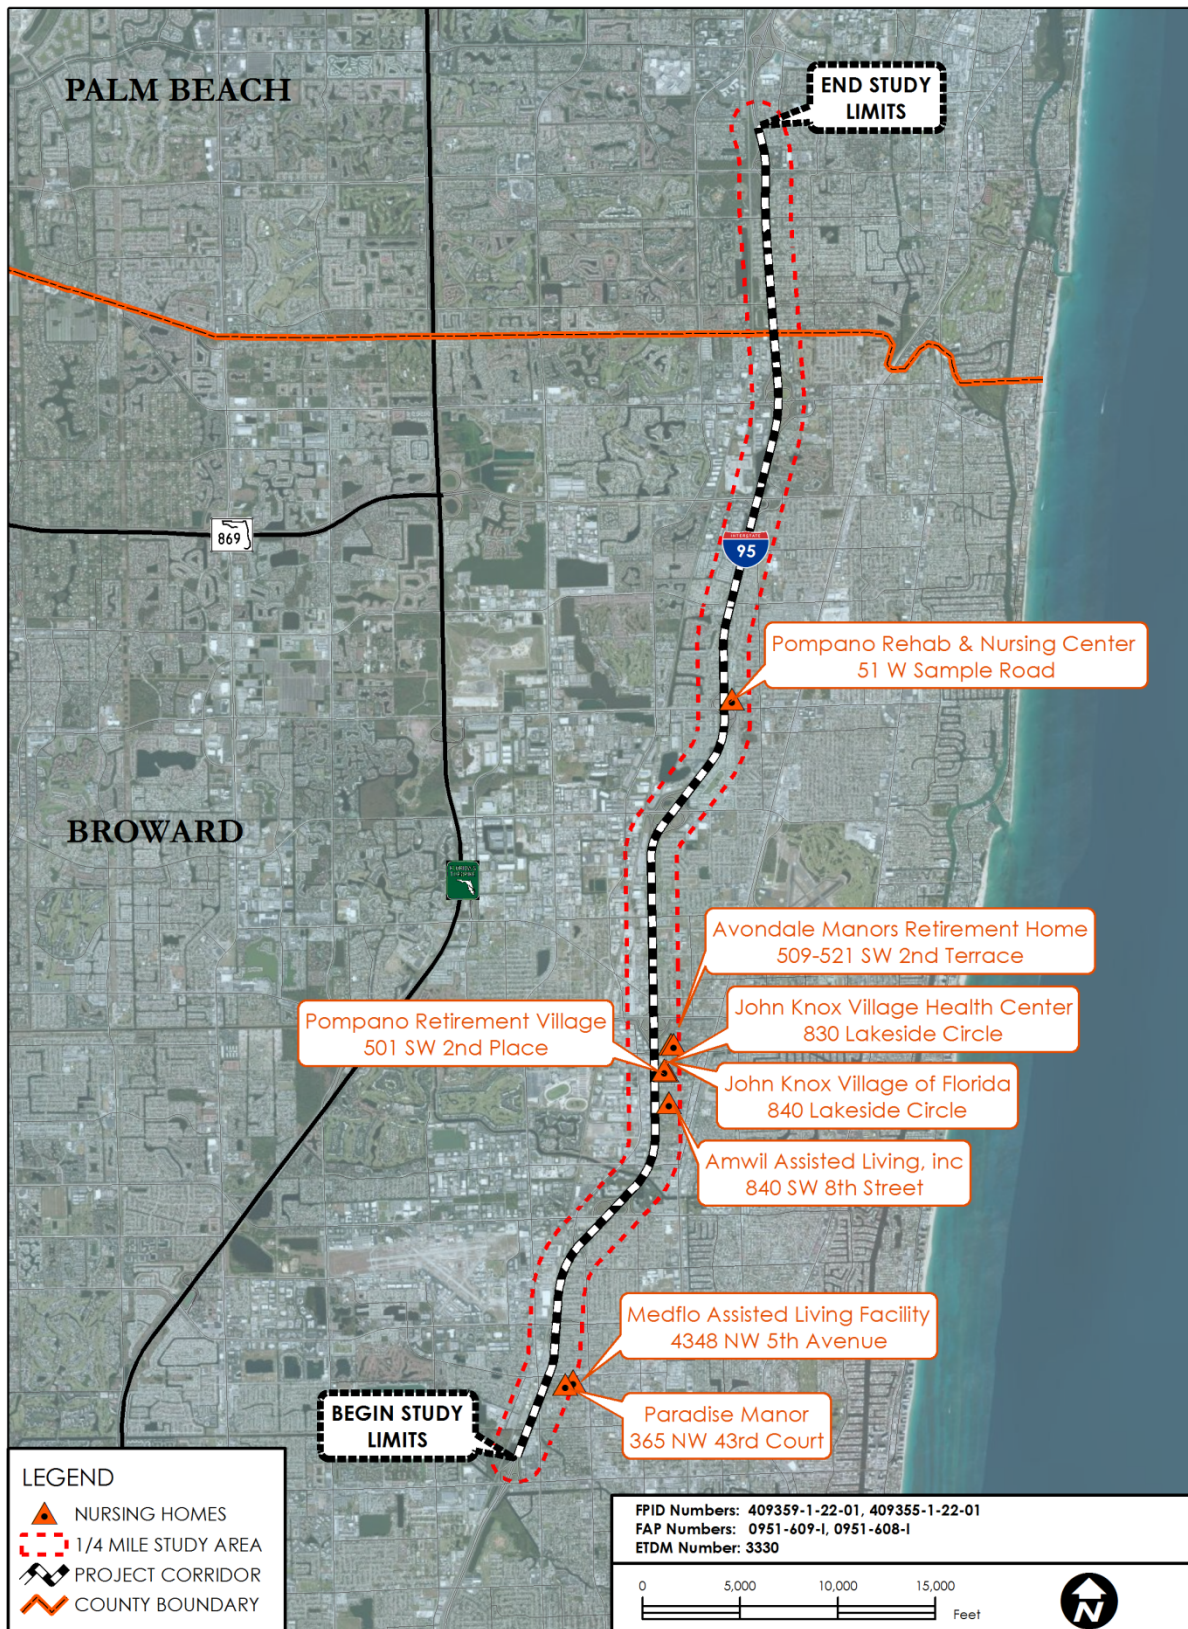 PALM BEACH
END STUDY
LIMITS
869
INTERSTATE
95
Pompano Rehab & Nursing Center
51 W Sample Road
BROWARD
Avondale Manors Retirement Home
509-521 SW 2nd Terrace
John Knox Village Health Center
830 Lakeside Circle
Pompano Retirement Village
501 SW 2nd Place
John Knox Village of Florida
840 Lakeside Circle
Amwil Assisted Living, inc
840 SW 8th Street
Medflo Assisted Living Facility
4348 NW 5th Avenue
Paradise Manor
365 NW 43rd Court
BEGIN STUDY
LIMITS
LEGEND
NURSING HOMES
1/4 MILE STUDY AREA
PROJECT CORRIDOR
COUNTY BOUNDARY
FPID Numbers: 409359-1-22-01, 409355-1-22-01
FAP Numbers: 0951-609-I, 0951-608-I
ETDM Number: 3330
0 5,000 10,000 15,000
Feet
N